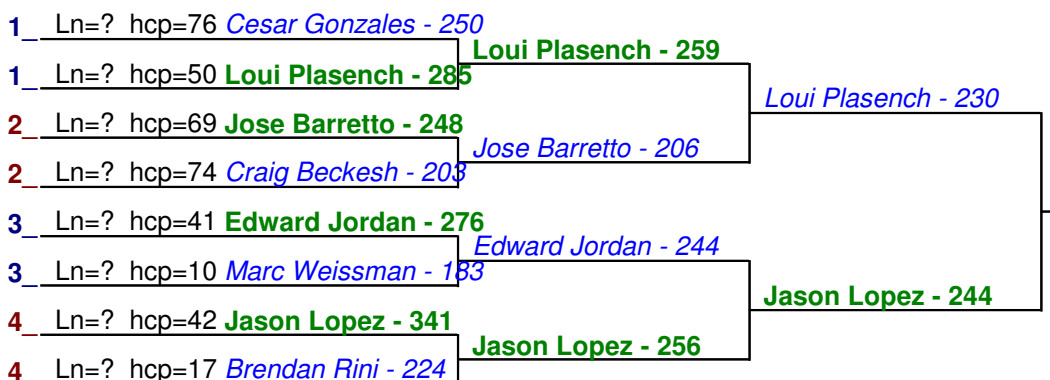 1_ Ln=? hcp=76 Cesar Gonzales - 250
Loui Plasench - 259
1_ Ln=? hcp=50 Loui Plasench - 285
Loui Plasench - 230
2_ Ln=? hcp=69 Jose Barretto - 248
Jose Barretto - 206
2_ Ln=? hcp=74 Craig Beckesh - 203
3_ Ln=? hcp=41 Edward Jordan - 276
Edward Jordan - 244
3_ Ln=? hcp=10 Marc Weissman - 183
Jason Lopez - 244
4_ Ln=? hcp=42 Jason Lopez - 341
Jason Lopez - 256
4 Ln=? hcp=17 Brendan Rini - 224